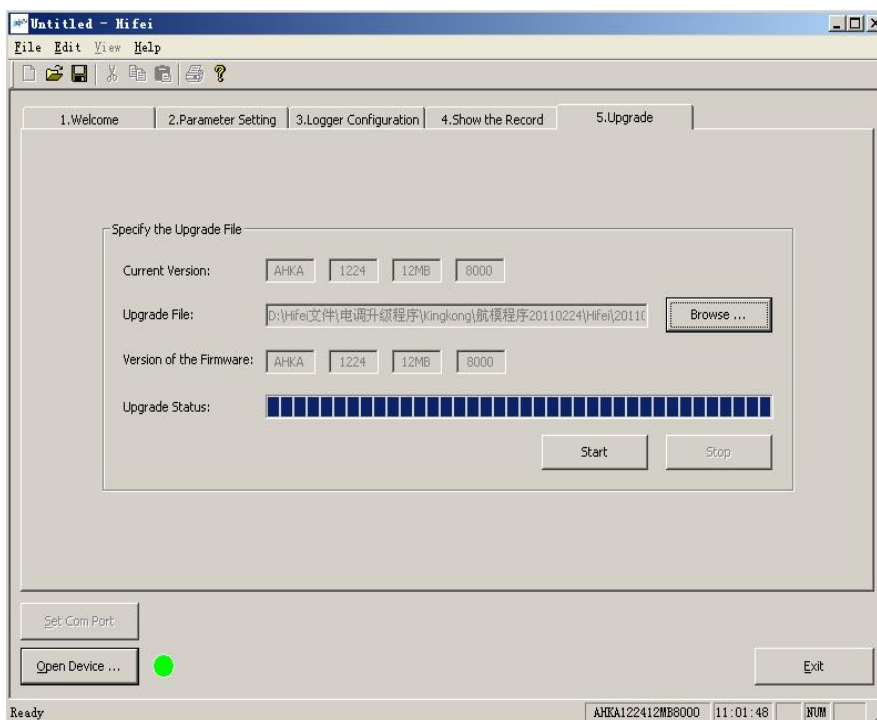 Untitled - Hifei
File Edit View Help
1.Welcome 2.Parameter Setting 3.Logger Configuration 4.Show the Record 5.Upgrade
Specify the Upgrade File
Current Version: AHKA 1224 12MB 8000
Upgrade File: D:\Hifei文件\电调升级程序\Kingkong\航模程序20110224\Hifei\2011 Browse ...
Version of the Firmware: AHKA 1224 12MB 8000
Upgrade Status:
Start Stop
Set Com Port
Open Device ... Exit
Ready AHKA122412MB8000 11:01:48 NUM